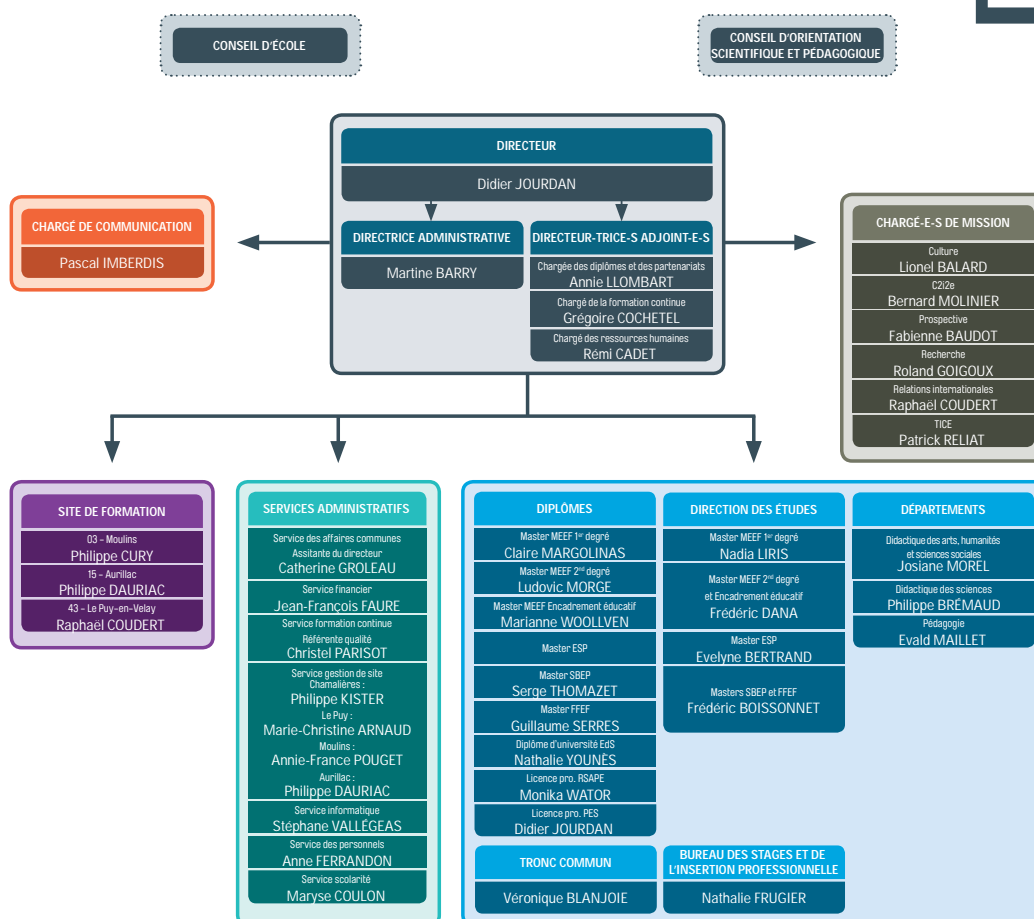 CONSEIL D'ÉCOLE
CONSEIL D'ORIENTATION
SCIENTIFIQUE ET PÉDAGOGIQUE
DIRECTEUR
Didier JOURDAN
DIRECTRICE ADMINISTRATIVE
Martine BARRY
DIRECTEUR-TRICE-S ADJOINT-E-S
Chargée des diplômes et des partenariats
Annie LLOMBART
Chargé de la formation continue
Grégoire COCHETEL
Chargé des ressources humaines
Rémi CADET
CHARGÉ DE COMMUNICATION
Pascal IMBERDIS
CHARGÉ-E-S DE MISSION
Culture
Lionel BALARD
C2i2e
Bernard MOLINIER
Prospective
Fabienne BAUDOT
Recherche
Roland GOIGOUX
Relations internationales
Raphaël COUDERT
TICE
Patrick RELIAT
SITE DE FORMATION
03 - Moulins
Philippe CURY
15 - Aurillac
Philippe DAURIAC
43 - Le Puy-en-Velay
Raphaël COUDERT
SERVICES ADMINISTRATIFS
Service des affaires communes
Assitante du directeur
Catherine GROLEAU
Service financier
Jean-François FAURE
Service formation continue
Référente qualité
Christel PARISOT
Service gestion de site
Chamalières :
Philippe KISTER
Le Puy :
Marie-Christine ARNAUD
Moulins :
Annie-France POUGET
Aurillac :
Philippe DAURIAC
Service informatique
Stéphane VALLÉGEAS
Service des personnels
Anne FERRANDON
Service scolarité
Maryse COULON
DIPLÔMES
Master MEEF 1er degré
Claire MARGOLINAS
Master MEEF 2nd degré
Ludovic MORGE
Master MEEF Encadrement éducatif
Marianne WOOLLVEN
Master ESP
Master SBEP
Serge THOMAZET
Master FFEF
Guillaume SERRES
Diplôme d'université EdS
Nathalie YOUNÈS
Licence pro. RSAPE
Monika WATOR
Licence pro. PES
Didier JOURDAN
DIRECTION DES ÉTUDES
Master MEEF 1er degré
Nadia LIRIS
Master MEEF 2nd degré
et Encadrement éducatif
Frédéric DANA
Master ESP
Evelyne BERTRAND
Masters SBEP et FFEF
Frédéric BOISSONNET
DÉPARTEMENTS
Didactique des arts, humanités
et sciences sociales
Josiane MOREL
Didactique des sciences
Philippe BRÉMAUD
Pédagogie
Evald MAILLET
TRONC COMMUN
Véronique BLANJOIE
BUREAU DES STAGES ET DE
L'INSERTION PROFESSIONNELLE
Nathalie FRUGIER